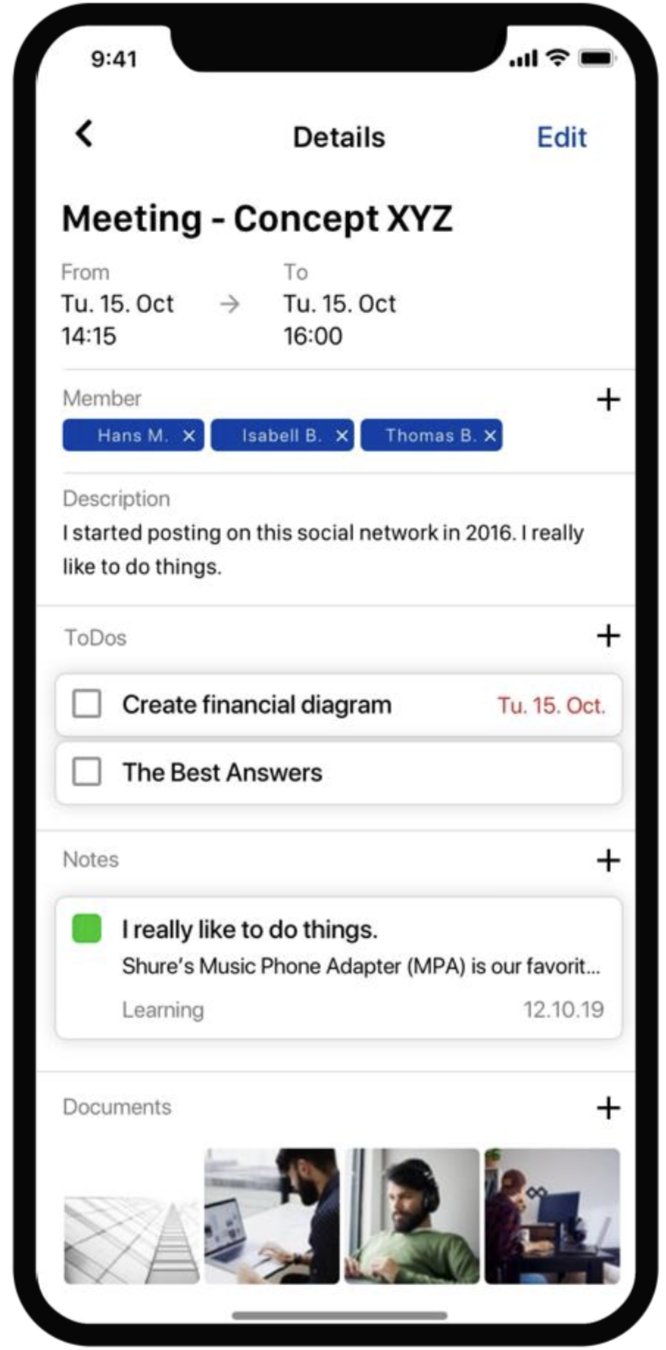 9:41
Details
Edit
Meeting - Concept XYZ
From
To
Tu. 15. Oct
Tu. 15. Oct
14:15
16:00
Member
Hans M.
Isabell B.
Thomas B.
Description
I started posting on this social network in 2016. I really
like to do things.
ToDos
Create financial diagram
Tu. 15. Oct.
The Best Answers
Notes
I really like to do things.
Shure's Music Phone Adapter (MPA) is our favorit...
Learning
12.10.19
Documents